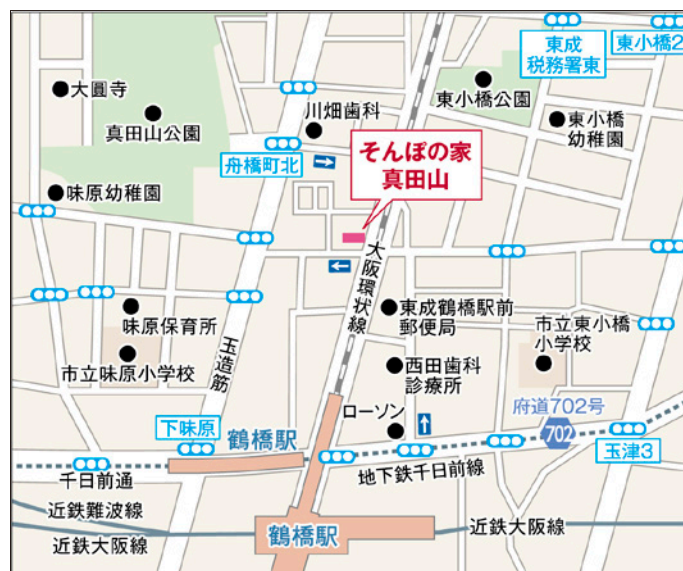 東成
税務署東
東小橋2
大圓寺
真田山公園
川畑歯科
東小橋公園
東小橋
幼稚園
舟橋町北
そんぽの家
真田山
味原幼稚園
大阪環状線
味原保育所
東成鶴橋駅前
郵便局
市立東小橋
小学校
市立味原小学校
玉造筋
西田歯科
診療所
ローソン
府道702号
702
下味原
鶴橋駅
玉津3
千日前通
地下鉄千日前線
近鉄難波線
近鉄大阪線
鶴橋駅
近鉄大阪線